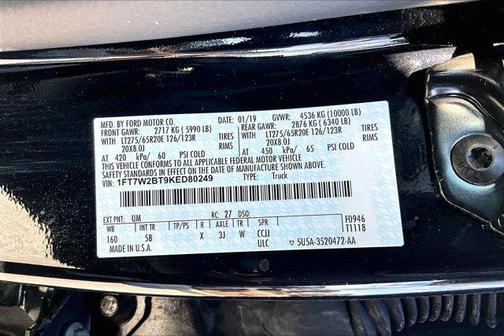 MFD. BY FORD MOTOR CO.
DATE: 01/19 GVWR: 4536 KG (10000 LB)
FRONT GAWR: 2717 KG (5990 LB) REAR GAWR: 2876 KG (6340 LB)
WITH LT275/65R20E 126/123R TIRES WITH LT275/65R20E 126/123R TIRES
20X8.0J RIMS 20X8.0J RIMS
AT 420 kPa/ 60 PSI COLD AT 450 kPa/ 65 PSI COLD
THIS VEHICLE CONFORMS TO ALL APPLICABLE FEDERAL MOTOR
VEHICLE SAFETY STANDARDS IN EFFECT ON THE DATE OF MANUFACTURE
SHOWN ABOVE.
VIN: 1FT7W2BT9KED80249
TYPE: Truck
EXT PNT: UM RC: 27 DSO: F0946
WB INT TR TP/PS R AXLE TR SPR T1118
160 5B X 3J W CCJJ
MADE IN U.S.A. ULC 5U5A-3520472-AA